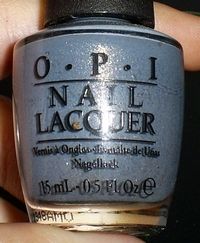 O·P·I
NAIL
LACQUER
Vernis à Ongles·Esmalte de Uñas
Nagellack
15 mL-0.5 Fl Oz ℮